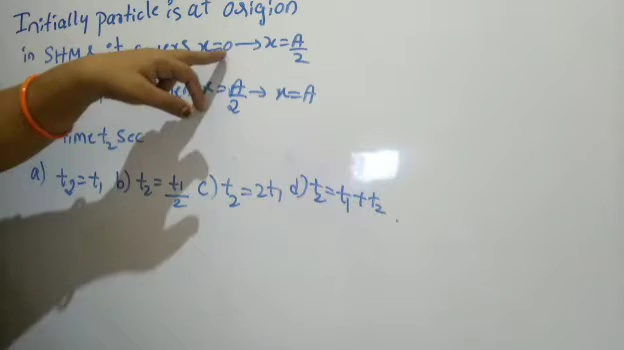 Initially particle is at origion
in SHM x=0 → x=A/2
x=A/2 → x=A
time t₂ sec
a) t₂=t₁ b) t₂=t₁/2 c) t₂=2t₁ d) t₂=t₁+t₂